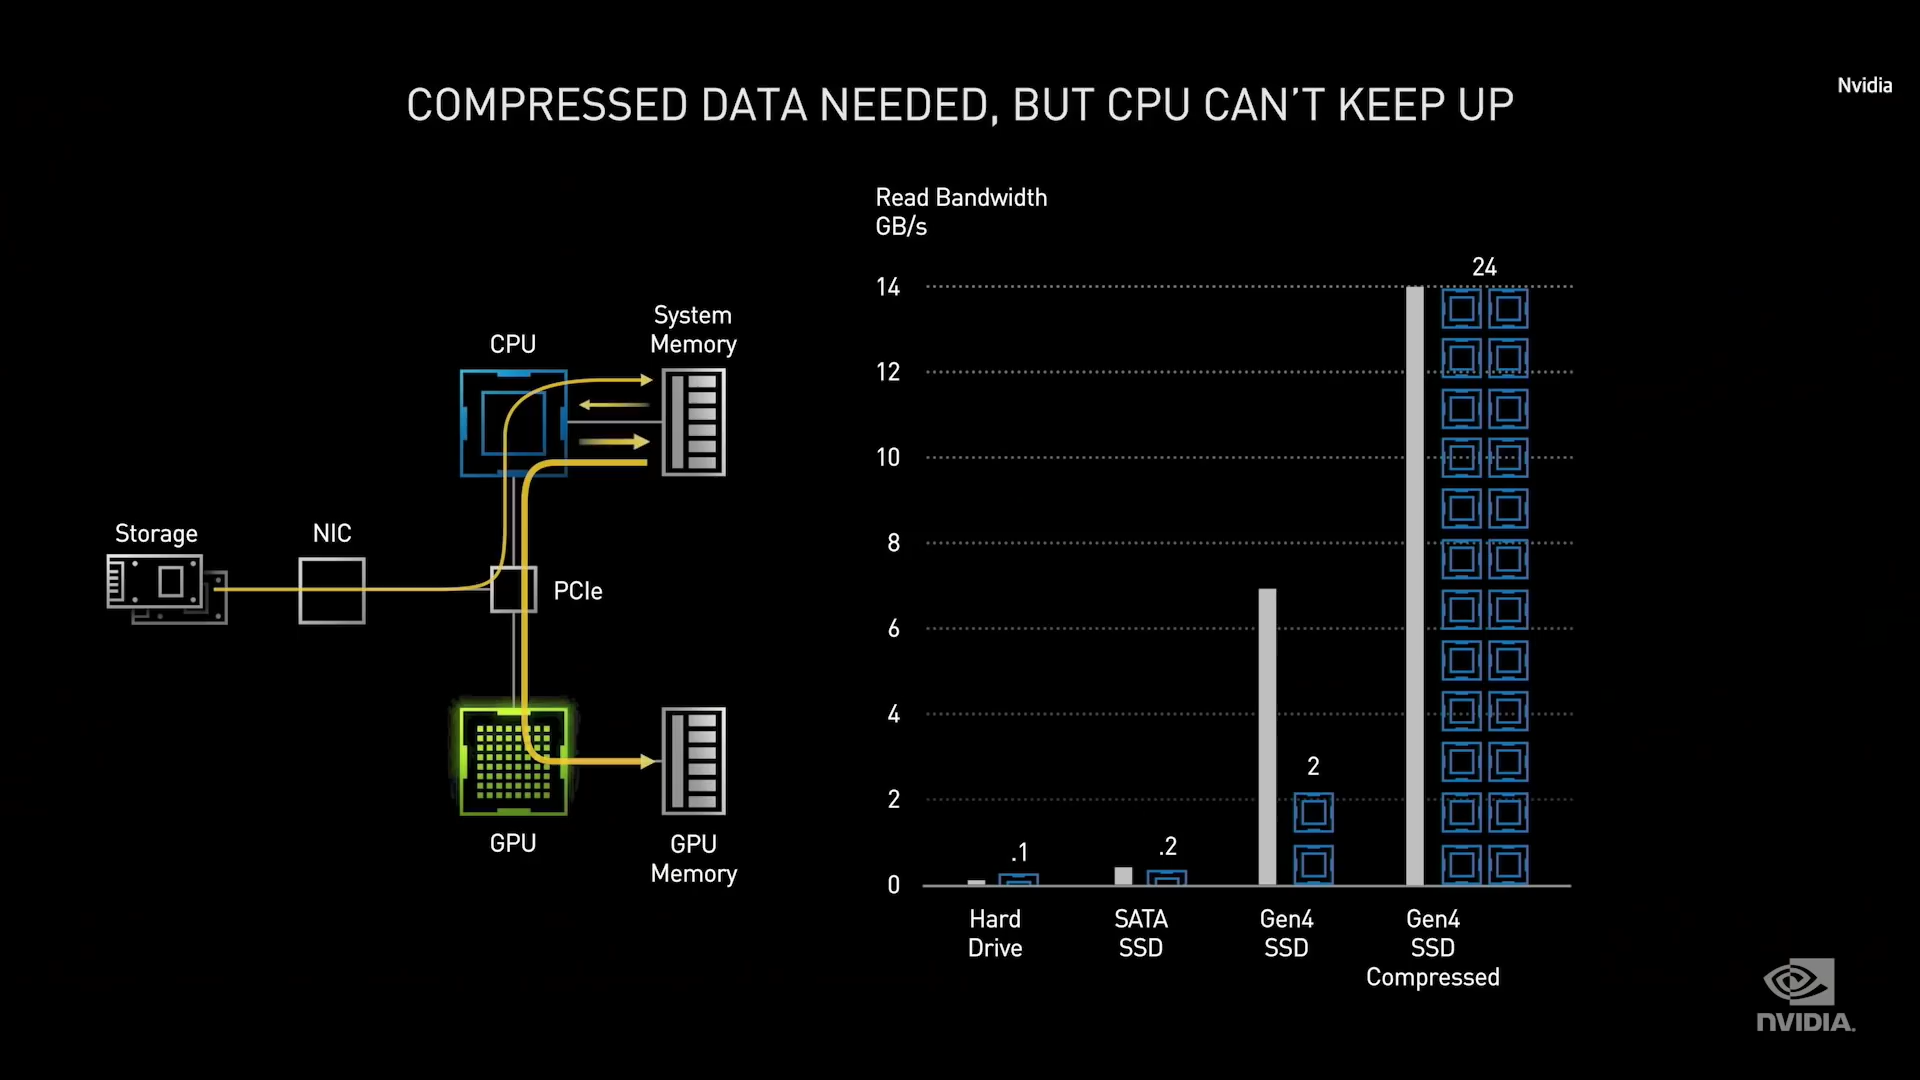 COMPRESSED DATA NEEDED, BUT CPU CAN'T KEEP UP
Nvidia
Storage
NIC
CPU
System
Memory
PCIe
GPU
GPU
Memory
Read Bandwidth
GB/s
14
12
10
8
6
4
2
0
.1
.2
2
24
Hard
Drive
SATA
SSD
Gen4
SSD
Gen4
SSD
Compressed
NVIDIA.